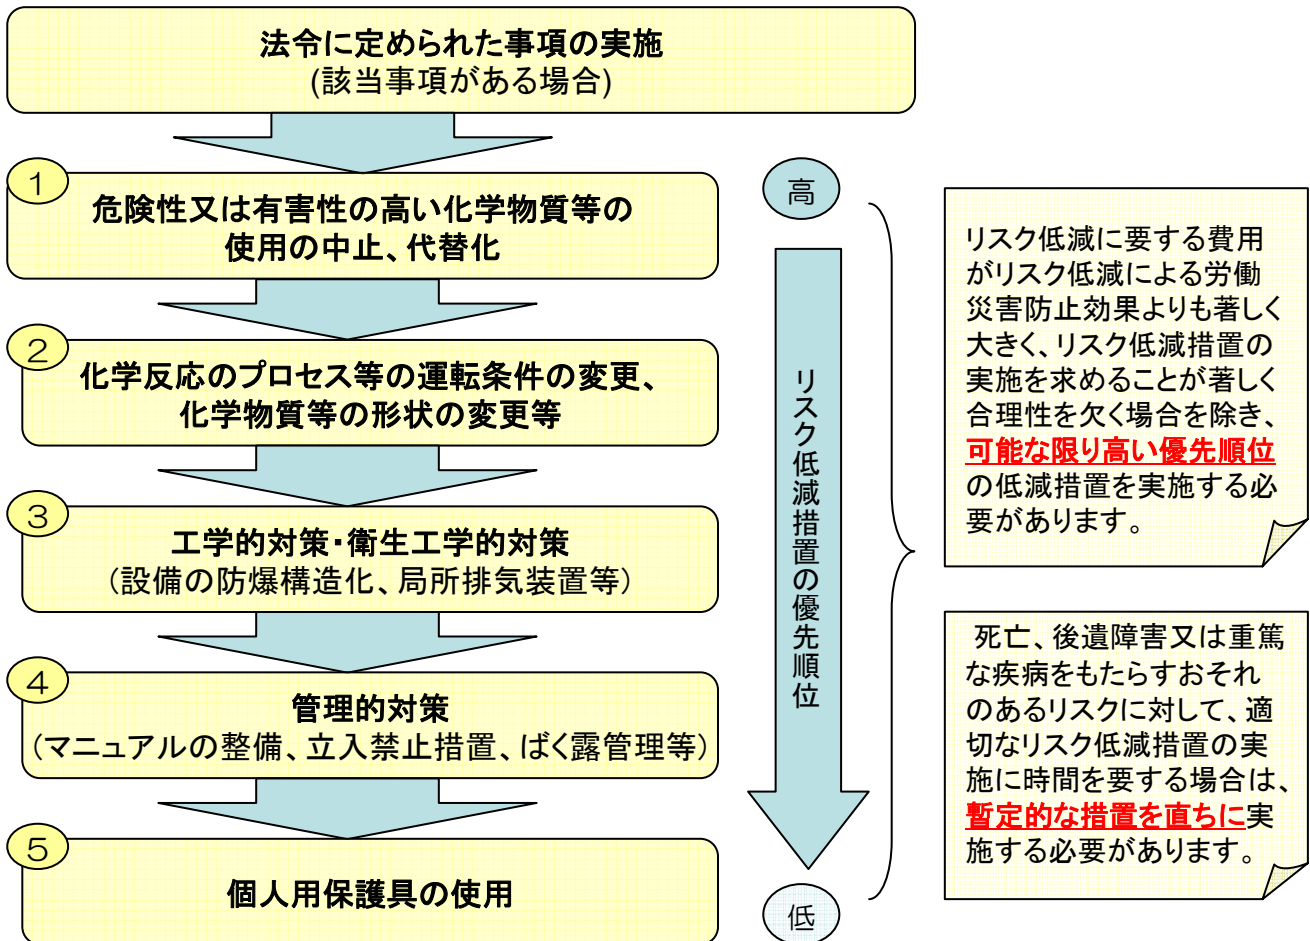 法令に定められた事項の実施
(該当事項がある場合)
1
危険性又は有害性の高い化学物質等の
使用の中止、代替化
2
化学反応のプロセス等の運転条件の変更、
化学物質等の形状の変更等
3
工学的対策・衛生工学的対策
(設備の防爆構造化、局所排気装置等)
4
管理的対策
(マニュアルの整備、立入禁止措置、ばく露管理等)
5
個人用保護具の使用
高
リスク低減措置の優先順位
低
リスク低減に要する費用
がリスク低減による労働
災害防止効果よりも著しく
大きく、リスク低減措置の
実施を求めることが著しく
合理性を欠く場合を除き、
可能な限り高い優先順位
の低減措置を実施する必
要があります。
死亡、後遺障害又は重篤
な疾病をもたらすおそれ
のあるリスクに対して、適
切なリスク低減措置の実
施に時間を要する場合は、
暫定的な措置を直ちに実
施する必要があります。